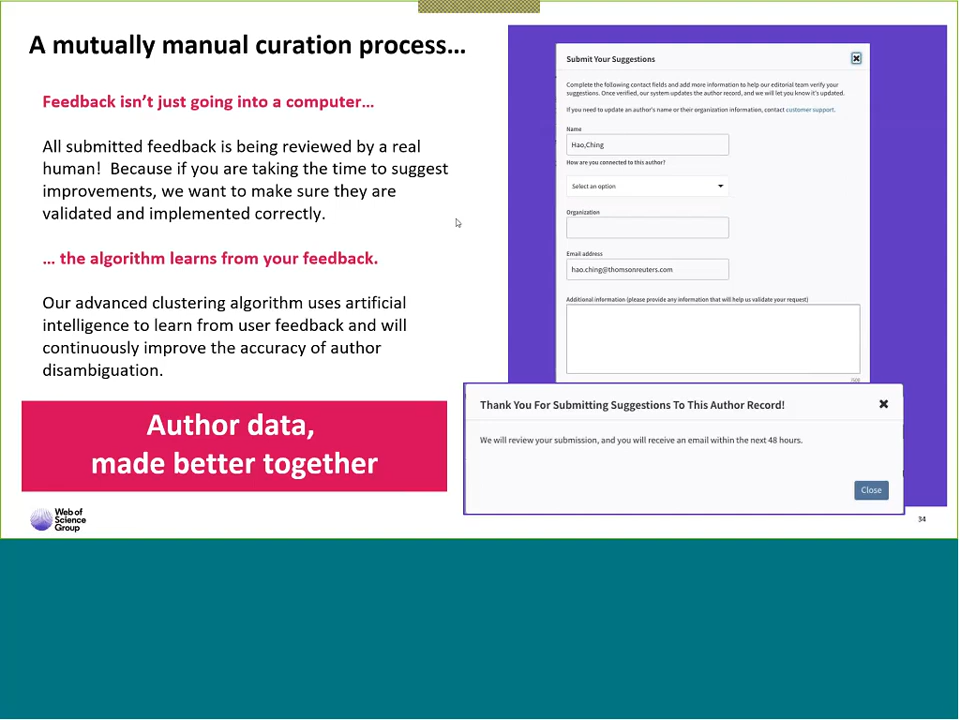 A mutually manual curation process…
Feedback isn't just going into a computer…
All submitted feedback is being reviewed by a real
human! Because if you are taking the time to suggest
improvements, we want to make sure they are
validated and implemented correctly.
… the algorithm learns from your feedback.
Our advanced clustering algorithm uses artificial
intelligence to learn from user feedback and will
continuously improve the accuracy of author
disambiguation.
Author data,
made better together
Web of
Science
Group
Submit Your Suggestions
Complete the following contact fields and add more information to help our editorial team verify your
suggestions. Once verified, our system updates the author record, and we will let you know it's updated.
If you need to update an author's name or their organization information, contact customer support.
Name
Hao,Ching
How are you connected to this author?
Select an option
Organization
Email address
hao.ching@thomsonreuters.com
Additional information (please provide any information that will help us validate your request)
Thank You For Submitting Suggestions To This Author Record!
We will review your submission, and you will receive an email within the next 48 hours.
Close
34